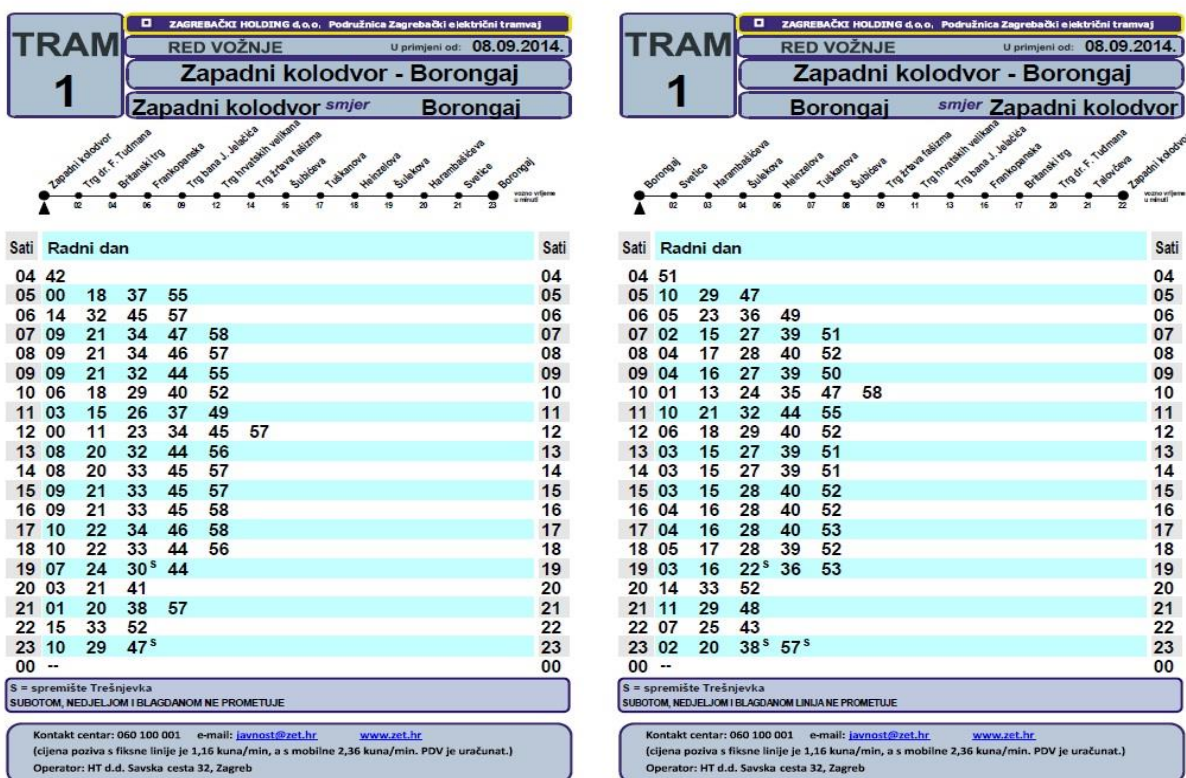 TRAM
1
ZAGREBAČKI HOLDING d.o.o, Podružnica Zagrebački električni tramvaj
RED VOŽNJE U primjeni od: 08.09.2014.
Zapadni kolodvor - Borongaj
Zapadni kolodvor smjer Borongaj
Zapadni kolodvor
Trg dr. F. Tuđmana
Britanski trg
Frankopanska
Trg bana J. Jelačića
Trg hrvatskih velikana
Trg žrtava fašizma
Šubićeva
Tuškanova
Heinzelova
Šulekova
Harambašićeva
Svetice
Borongaj
02 04 06 09 12 14 16 17 18 19 20 21 23
vozno vrijeme
u minuti
Sati Radni dan Sati
04 42 04
05 00 18 37 55 05
06 14 32 45 57 06
07 09 21 34 47 58 07
08 09 21 34 46 57 08
09 09 21 32 44 55 09
10 06 18 29 40 52 10
11 03 15 26 37 49 11
12 00 11 23 34 45 57 12
13 08 20 32 44 56 13
14 08 20 33 45 57 14
15 09 21 33 45 57 15
16 09 21 33 45 58 16
17 10 22 34 46 58 17
18 10 22 33 44 56 18
19 07 24 30 S 44 19
20 03 21 41 20
21 01 20 38 57 21
22 15 33 52 22
23 10 29 47 S 23
00 -- 00
S = spremište Trešnjevka
SUBOTOM, NEDJELJOM I BLAGDANOM NE PROMETUJE
Kontakt centar: 060 100 001 e-mail: javnost@zet.hr www.zet.hr
(cijena poziva s fiksne linije je 1,16 kuna/min, a s mobilne 2,36 kuna/min. PDV je uračunat.)
Operator: HT d.d. Savska cesta 32, Zagreb
TRAM
1
ZAGREBAČKI HOLDING d.o.o, Podružnica Zagrebački električni tramvaj
RED VOŽNJE U primjeni od: 08.09.2014.
Zapadni kolodvor - Borongaj
Borongaj smjer Zapadni kolodvor
Borongaj
Svetice
Harambašićeva
Šulekova
Heinzelova
Tuškanova
Šubićeva
Trg žrtava fašizma
Trg hrvatskih velikana
Trg bana J. Jelačića
Frankopanska
Britanski trg
Trg dr. F. Tuđmana
Talovčeva
Zapadni kolodvor
02 03 04 06 07 08 09 11 13 16 17 20 21 22
vozno vrijeme
u minuti
Sati Radni dan Sati
04 51 04
05 10 29 47 05
06 05 23 36 49 06
07 02 15 27 39 51 07
08 04 17 28 40 52 08
09 04 16 27 39 50 09
10 01 13 24 35 47 58 10
11 10 21 32 44 55 11
12 06 18 29 40 52 12
13 03 15 27 39 51 13
14 03 15 27 39 51 14
15 03 15 28 40 52 15
16 04 16 28 40 52 16
17 04 16 28 40 53 17
18 05 17 28 39 52 18
19 03 16 22 S 36 53 19
20 14 33 52 20
21 11 29 48 21
22 07 25 43 22
23 02 20 38 S 57 S 23
00 -- 00
S = spremište Trešnjevka
SUBOTOM, NEDJELJOM I BLAGDANOM LINIJA NE PROMETUJE
Kontakt centar: 060 100 001 e-mail: javnost@zet.hr www.zet.hr
(cijena poziva s fiksne linije je 1,16 kuna/min, a s mobilne 2,36 kuna/min. PDV je uračunat.)
Operator: HT d.d. Savska cesta 32, Zagreb